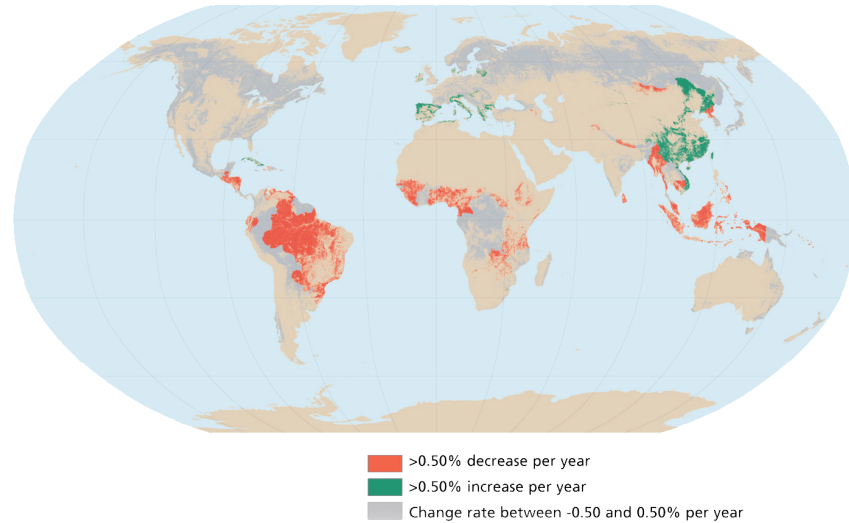 >0.50% decrease per year
>0.50% increase per year
Change rate between -0.50 and 0.50% per year